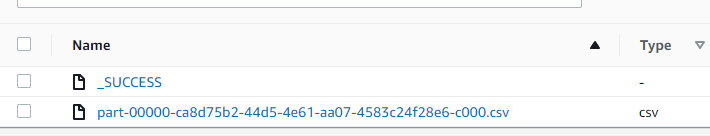 Name Type
_SUCCESS -
part-00000-ca8d75b2-44d5-4e61-aa07-4583c24f28e6-c000.csv csv